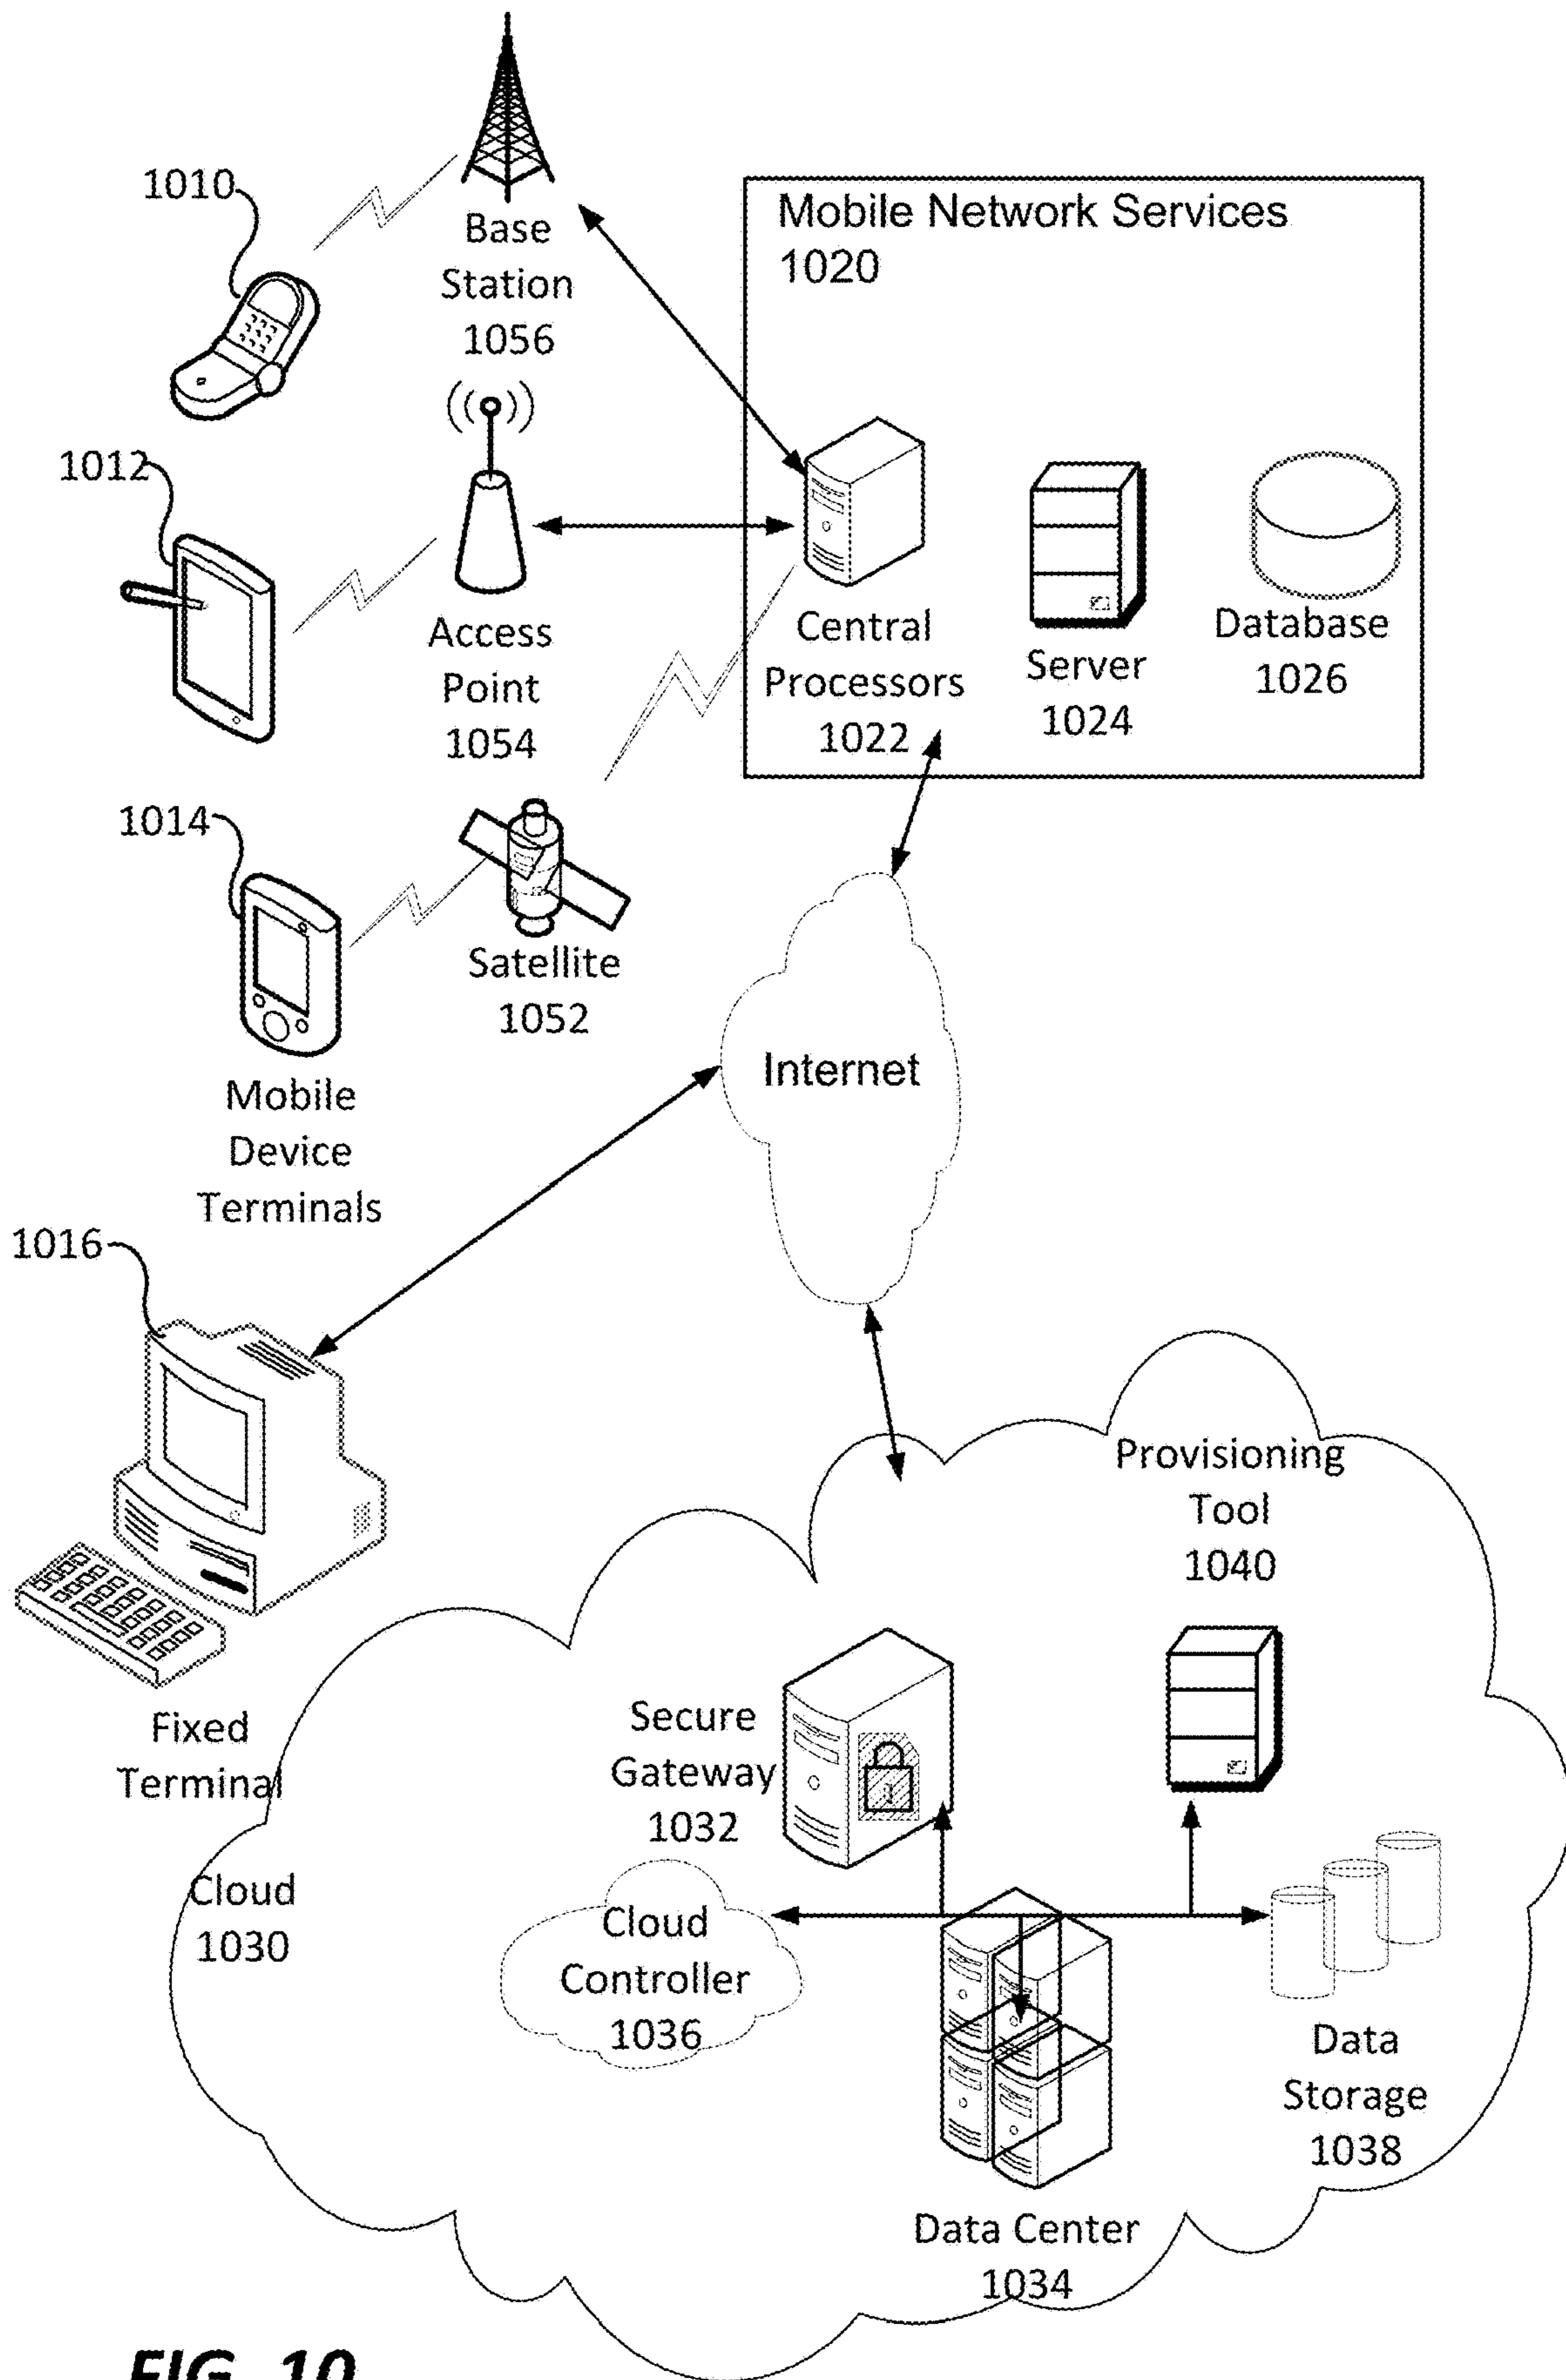 1010
Base
Station
1056
Mobile Network Services
1020
1012
Access
Point
1054
Central
Processors
1022
Server
1024
Database
1026
1014
Satellite
1052
Mobile
Device
Terminals
Internet
1016
Fixed
Terminal
Provisioning
Tool
1040
Secure
Gateway
1032
Cloud
1030
Cloud
Controller
1036
Data
Storage
1038
Data Center
1034
FIG. 10